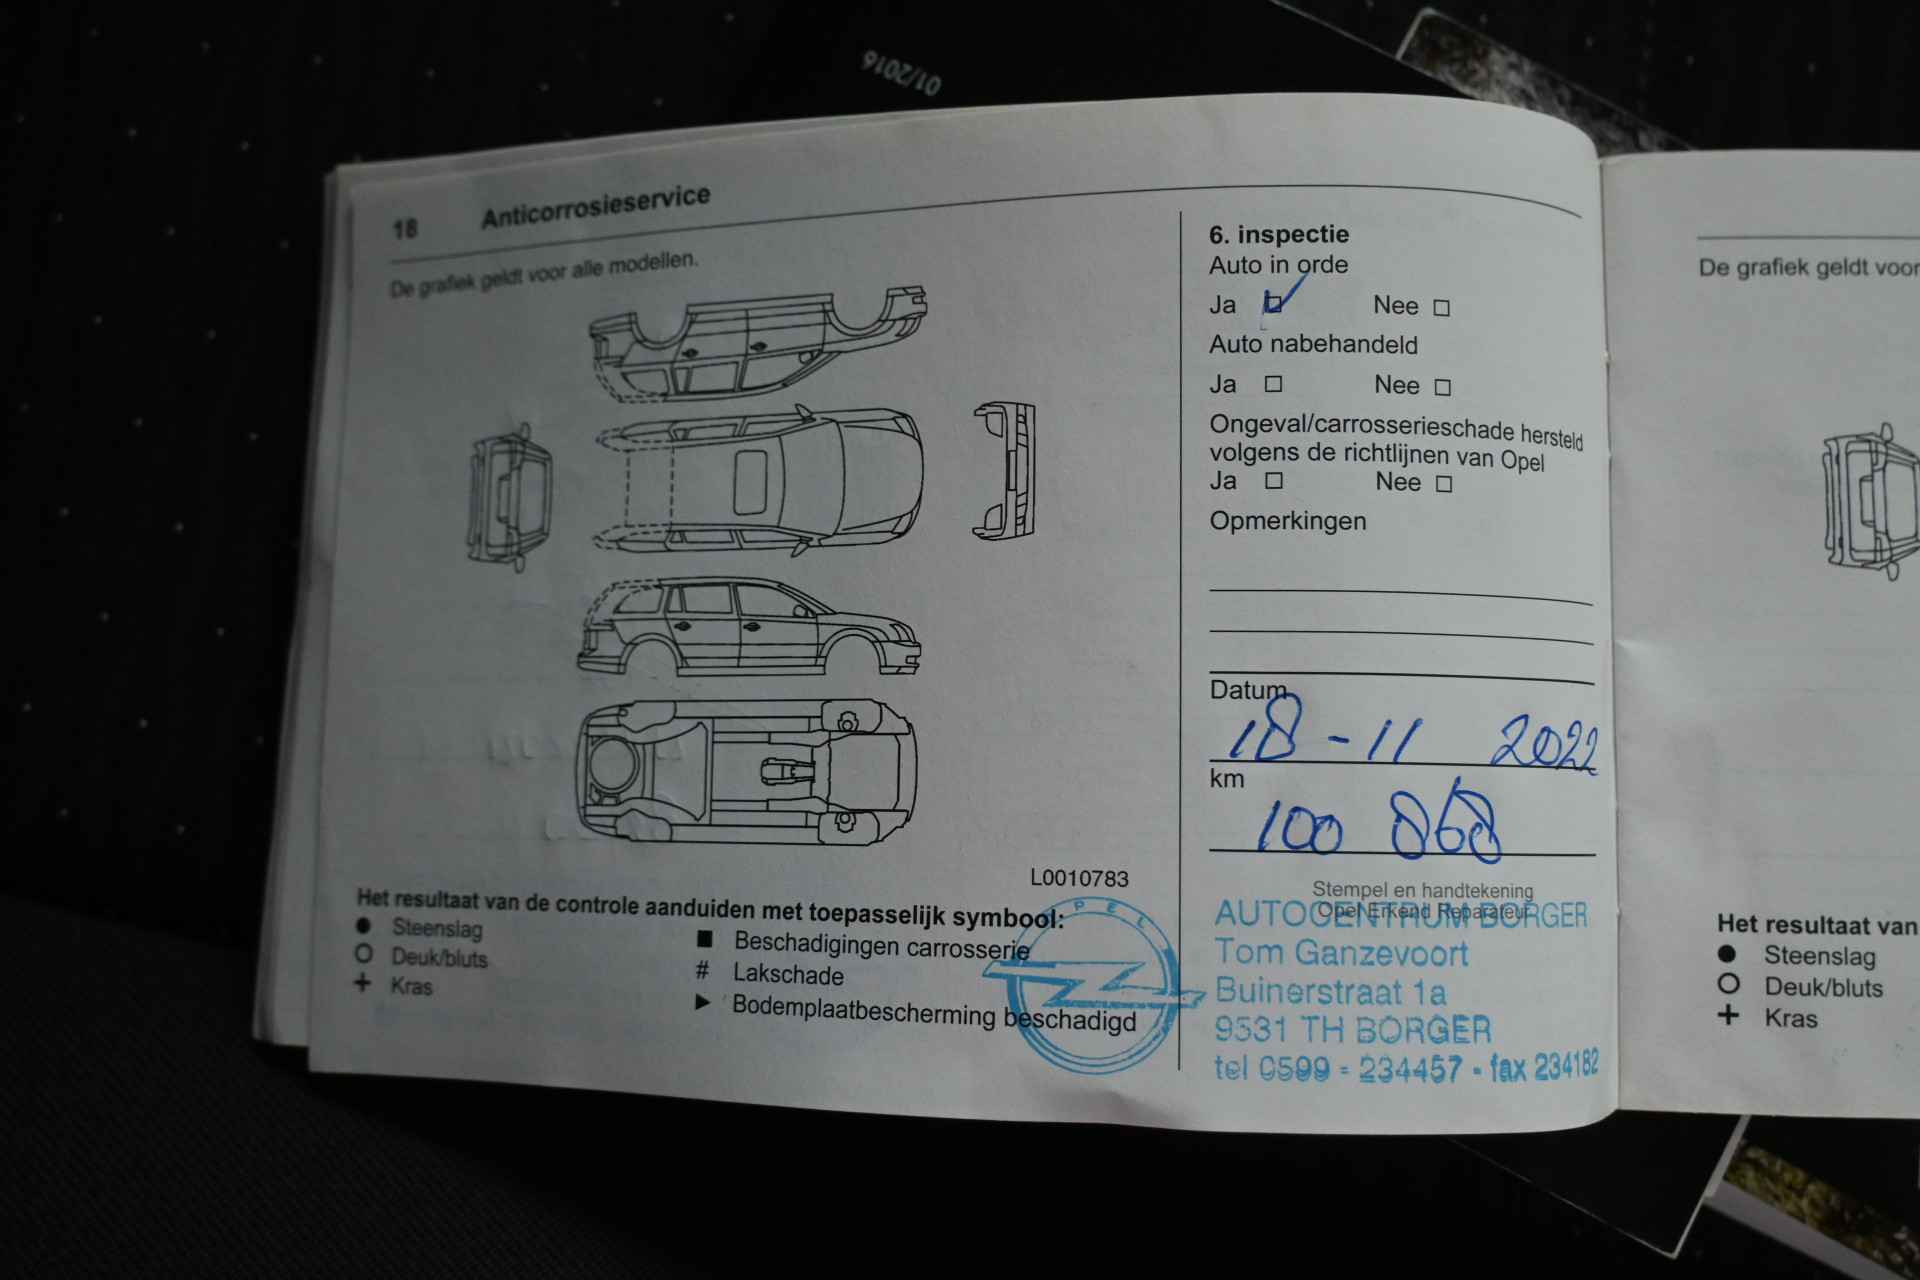 01/2016
18 Anticorrosieservice
De grafiek geldt voor alle modellen.
L0010783
Het resultaat van de controle aanduiden met toepasselijk symbool:
● Steenslag
○ Deuk/bluts
+ Kras
■ Beschadigingen carrosserie
# Lakschade
► Bodemplaatbescherming beschadigd
OPEL
6. inspectie
Auto in orde
Ja ☑ Nee □
Auto nabehandeld
Ja □ Nee □
Ongeval/carrosserieschade hersteld
volgens de richtlijnen van Opel
Ja □ Nee □
Opmerkingen
Datum
18 - 11 2022
km
100 868
Stempel en handtekening
Opel Erkend Reparateur
AUTOCENTRUM BORGER
Tom Ganzevoort
Buinerstraat 1a
9531 TH BORGER
tel 0599 - 234457 - fax 234182
De grafiek geldt voor
Het resultaat van
● Steenslag
○ Deuk/bluts
+ Kras